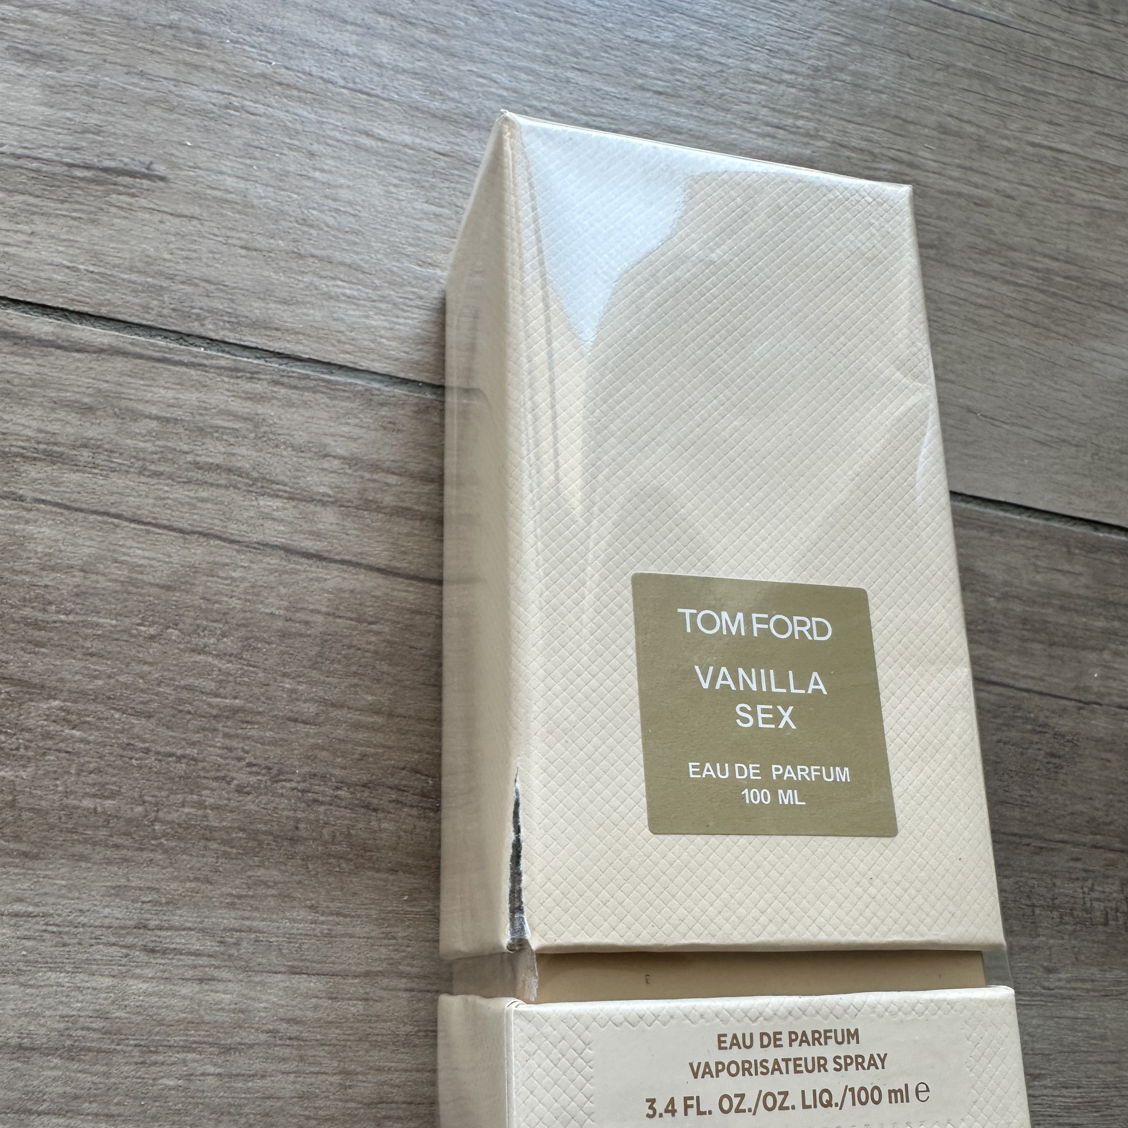 TOM FORD
VANILLA
SEX
EAU DE PARFUM
100 ML
EAU DE PARFUM
VAPORISATEUR SPRAY
3.4 FL. OZ./OZ. LIQ./100 ml ℮